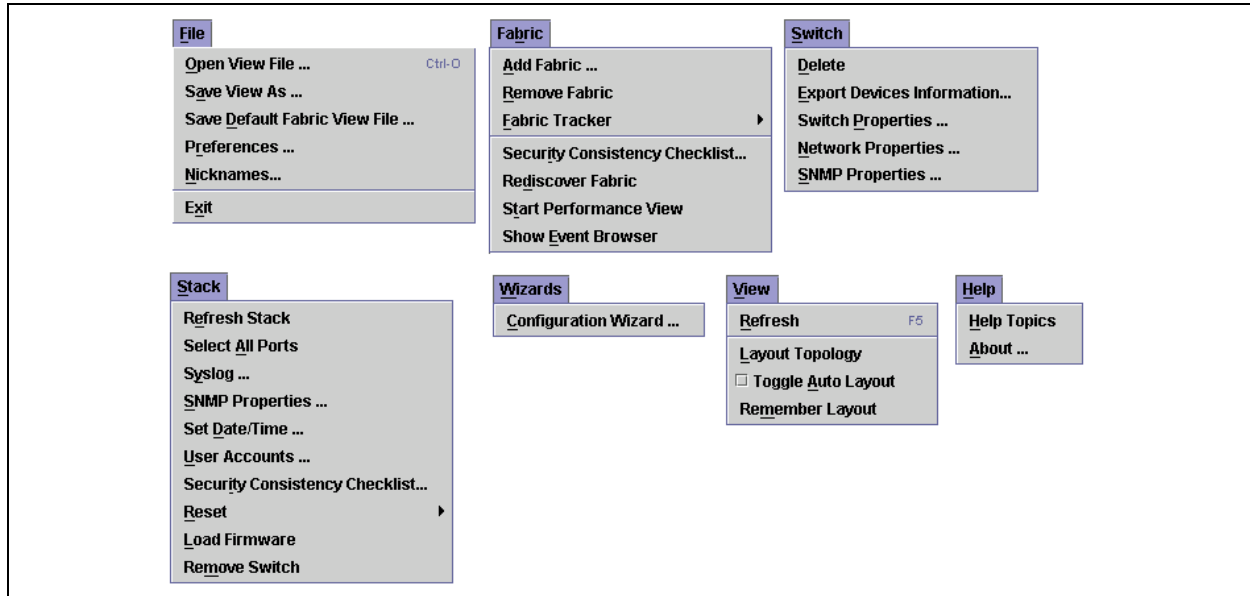 File
Open View File ... Ctrl-O
Save View As ...
Save Default Fabric View File ...
Preferences ...
Nicknames...
Exit
Fabric
Add Fabric ...
Remove Fabric
Fabric Tracker
Security Consistency Checklist...
Rediscover Fabric
Start Performance View
Show Event Browser
Switch
Delete
Export Devices Information...
Switch Properties ...
Network Properties ...
SNMP Properties ...
Stack
Refresh Stack
Select All Ports
Syslog ...
SNMP Properties ...
Set Date/Time ...
User Accounts ...
Security Consistency Checklist...
Reset
Load Firmware
Remove Switch
Wizards
Configuration Wizard ...
View
Refresh F5
Layout Topology
Toggle Auto Layout
Remember Layout
Help
Help Topics
About ...